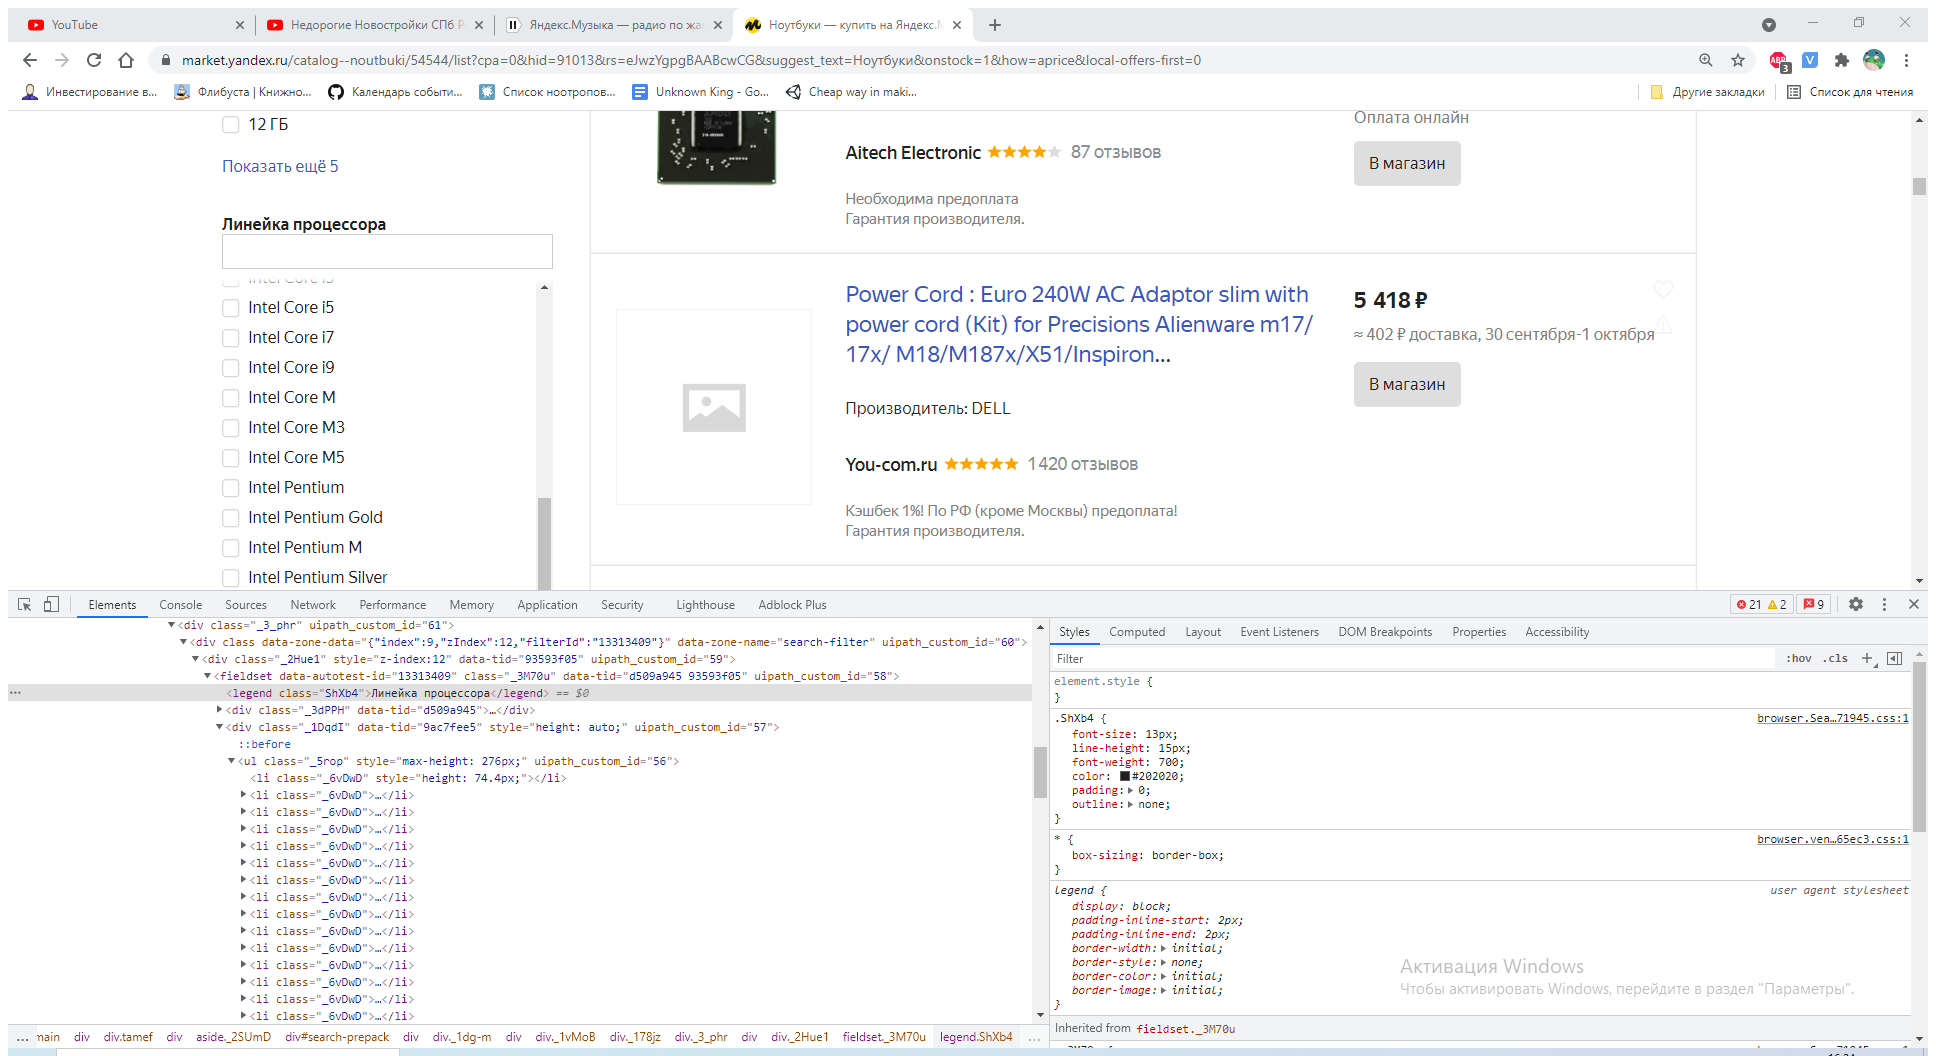 YouTube
Недорогие Новостройки СПб Р
Яндекс.Музыка — радио по жа
Ноутбуки — купить на Яндекс.М
market.yandex.ru/catalog--noutbuki/54544/list?cpa=0&hid=91013&rs=eJwzYgpgBAABcwCG&suggest_text=Ноутбуки&onstock=1&how=aprice&local-offers-first=0
ABP
3
V
Инвестирование в...
Флибуста | Книжно...
Календарь событи...
Список ноотропов...
Unknown King - Go...
Cheap way in maki...
Другие закладки
Список для чтения
12 ГБ
Показать ещё 5
Линейка процессора
Intel Core i3
Intel Core i5
Intel Core i7
Intel Core i9
Intel Core M
Intel Core M3
Intel Core M5
Intel Pentium
Intel Pentium Gold
Intel Pentium M
Intel Pentium Silver
Aitech Electronic 87 отзывов
Необходима предоплата
Гарантия производителя.
Оплата онлайн
В магазин
Power Cord : Euro 240W AC Adaptor slim with
power cord (Kit) for Precisions Alienware m17/
17x/ M18/M187x/X51/Inspiron...
Производитель: DELL
You-com.ru 1 420 отзывов
Кэшбек 1%! По РФ (кроме Москвы) предоплата!
Гарантия производителя.
5 418 ₽
≈ 402 ₽ доставка, 30 сентября-1 октября
В магазин
Elements Console Sources Network Performance Memory Application Security Lighthouse Adblock Plus
21 2 9
<div class="_3_phr" uipath_custom_id="61">
<div class data-zone-data="{"index":9,"zIndex":12,"filterId":"13313409"}" data-zone-name="search-filter" uipath_custom_id="60">
<div class="_2Hue1" style="z-index:12" data-tid="93593f05" uipath_custom_id="59">
<fieldset data-autotest-id="13313409" class="_3M70u" data-tid="d509a945 93593f05" uipath_custom_id="58">
... <legend class="ShXb4">Линейка процессора</legend> == $0
<div class="_3dPPH" data-tid="d509a945">…</div>
<div class="_1DqdI" data-tid="9ac7fee5" style="height: auto;" uipath_custom_id="57">
::before
<ul class="_5rop" style="max-height: 276px;" uipath_custom_id="56">
<li class="_6vDwD" style="height: 74.4px;"></li>
<li class="_6vDwD">…</li>
<li class="_6vDwD">…</li>
<li class="_6vDwD">…</li>
<li class="_6vDwD">…</li>
<li class="_6vDwD">…</li>
<li class="_6vDwD">…</li>
<li class="_6vDwD">…</li>
<li class="_6vDwD">…</li>
<li class="_6vDwD">…</li>
<li class="_6vDwD">…</li>
<li class="_6vDwD">…</li>
<li class="_6vDwD">…</li>
<li class="_6vDwD">…</li>
<li class="_6vDwD">…</li>
... main div div.tamef div aside._2SUmD div#search-prepack div div._1dg-m div div._1vMoB div._178jz div._3_phr div div._2Hue1 fieldset._3M70u legend.ShXb4 ...
Styles Computed Layout Event Listeners DOM Breakpoints Properties Accessibility
Filter
:hov .cls +
element.style {
}
.ShXb4 {
browser.Sea…71945.css:1
font-size: 13px;
line-height: 15px;
font-weight: 700;
color: #202020;
padding: 0;
outline: none;
}
* {
browser.ven…65ec3.css:1
box-sizing: border-box;
}
legend {
user agent stylesheet
display: block;
padding-inline-start: 2px;
padding-inline-end: 2px;
border-width: initial;
border-style: none;
border-color: initial;
border-image: initial;
}
Активация Windows
Чтобы активировать Windows, перейдите в раздел "Параметры".
Inherited from fieldset._3M70u